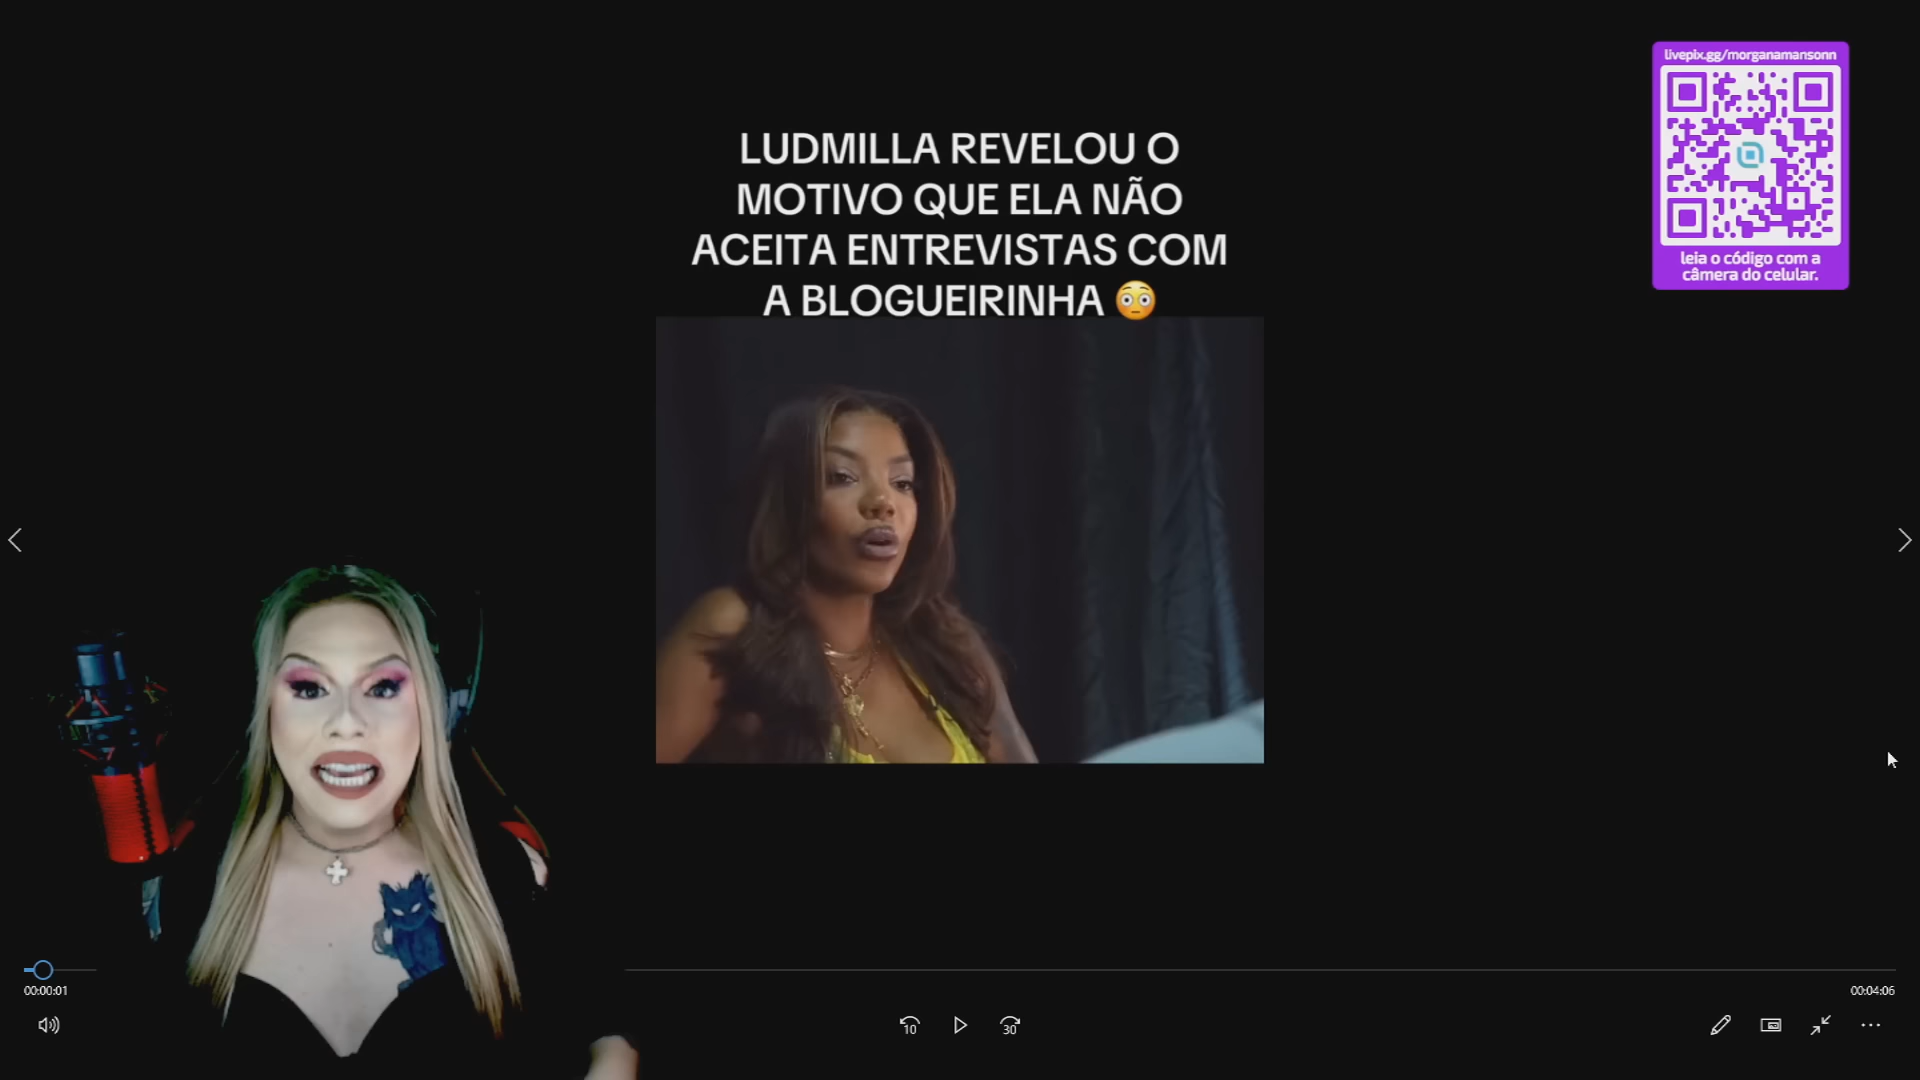 livepix.gg/morganamansonn
leia o código com a
câmera do celular.
LUDMILLA REVELOU O
MOTIVO QUE ELA NÃO
ACEITA ENTREVISTAS COM
A BLOGUEIRINHA 😳
00:00:01
00:04:06
10
30